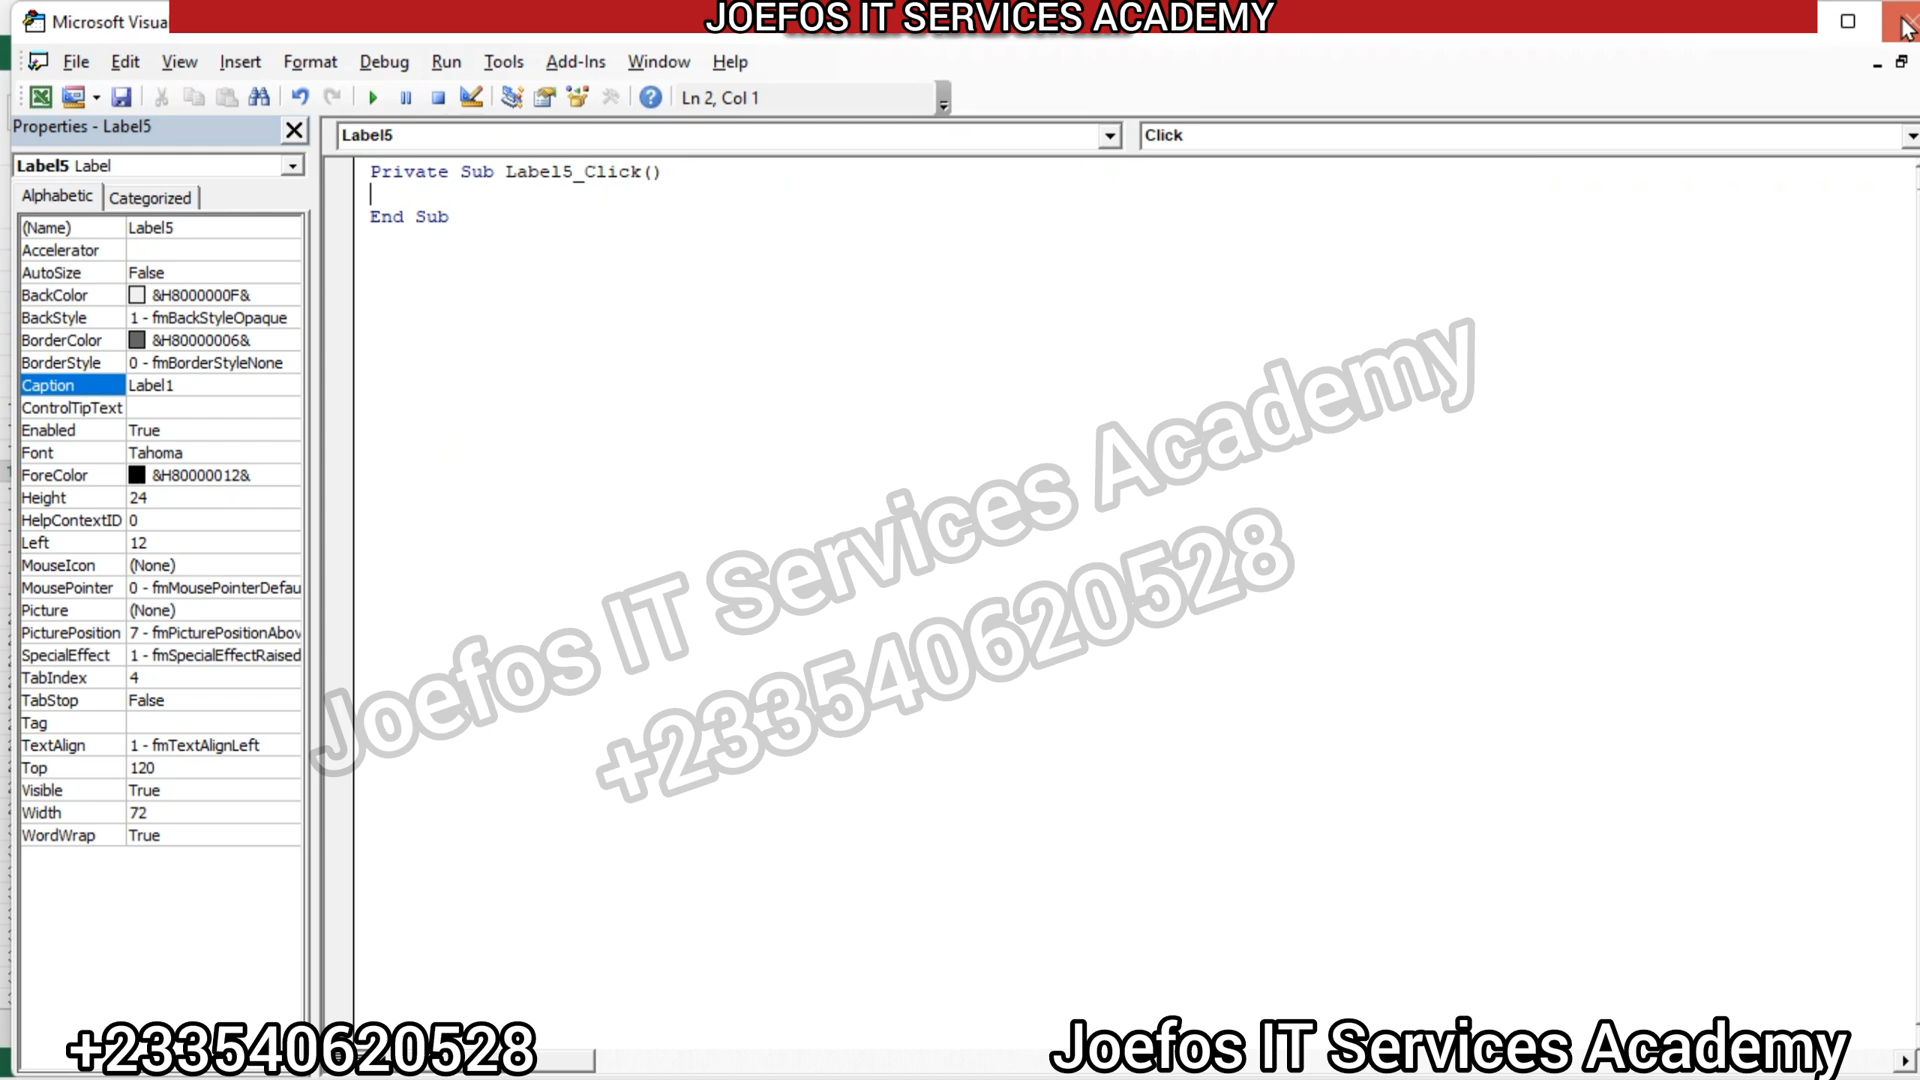 Microsoft Visua
JOEFOS IT SERVICES ACADEMY
File Edit View Insert Format Debug Run Tools Add-Ins Window Help
Ln 2, Col 1
Properties - Label5
Label5
Click
Label5 Label
Alphabetic Categorized
Private Sub Label5_Click()
End Sub
(Name) Label5
Accelerator
AutoSize False
BackColor &H8000000F&
BackStyle 1 - fmBackStyleOpaque
BorderColor &H80000006&
BorderStyle 0 - fmBorderStyleNone
Caption Label1
ControlTipText
Enabled True
Font Tahoma
ForeColor &H80000012&
Height 24
HelpContextID 0
Left 12
MouseIcon (None)
MousePointer 0 - fmMousePointerDefau
Picture (None)
PicturePosition 7 - fmPicturePositionAbov
SpecialEffect 1 - fmSpecialEffectRaised
TabIndex 4
TabStop False
Tag
TextAlign 1 - fmTextAlignLeft
Top 120
Visible True
Width 72
WordWrap True
Joefos IT Services Academy
+233540620528
+233540620528
Joefos IT Services Academy